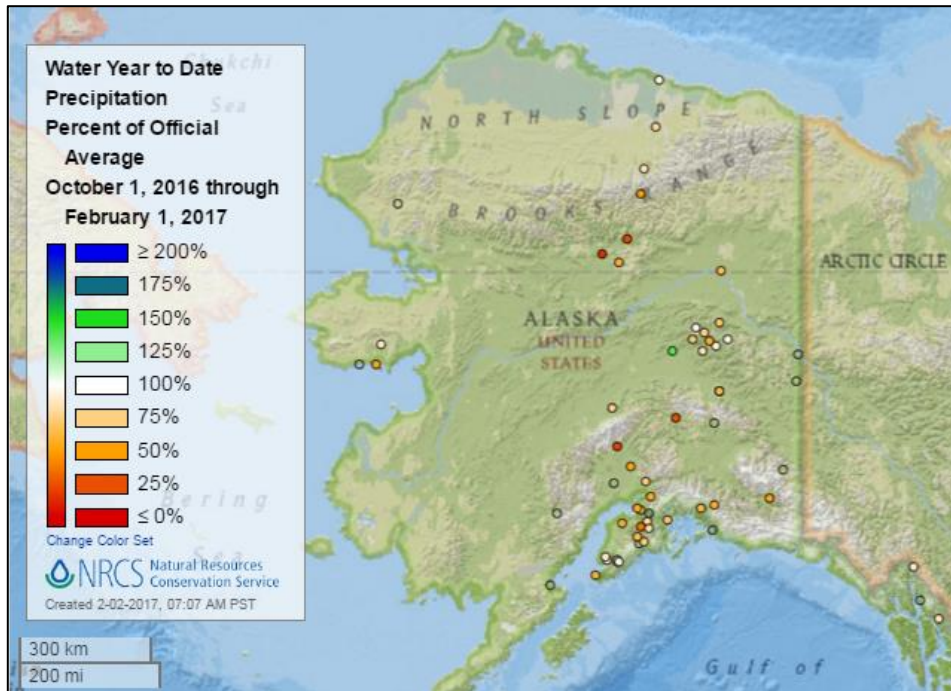 Water Year to Date
Precipitation
Percent of Official
Average
October 1, 2016 through
February 1, 2017
≥ 200%
175%
150%
125%
100%
75%
50%
25%
≤ 0%
Change Color Set
NRCS Natural Resources
Conservation Service
Created 2-02-2017, 07:07 AM PST
300 km
200 mi
Chukchi
Sea
NORTH SLOPE
BROOKS RANGE
ARCTIC CIRCLE
ALASKA
UNITED
STATES
Bering
Sea
Gulf of